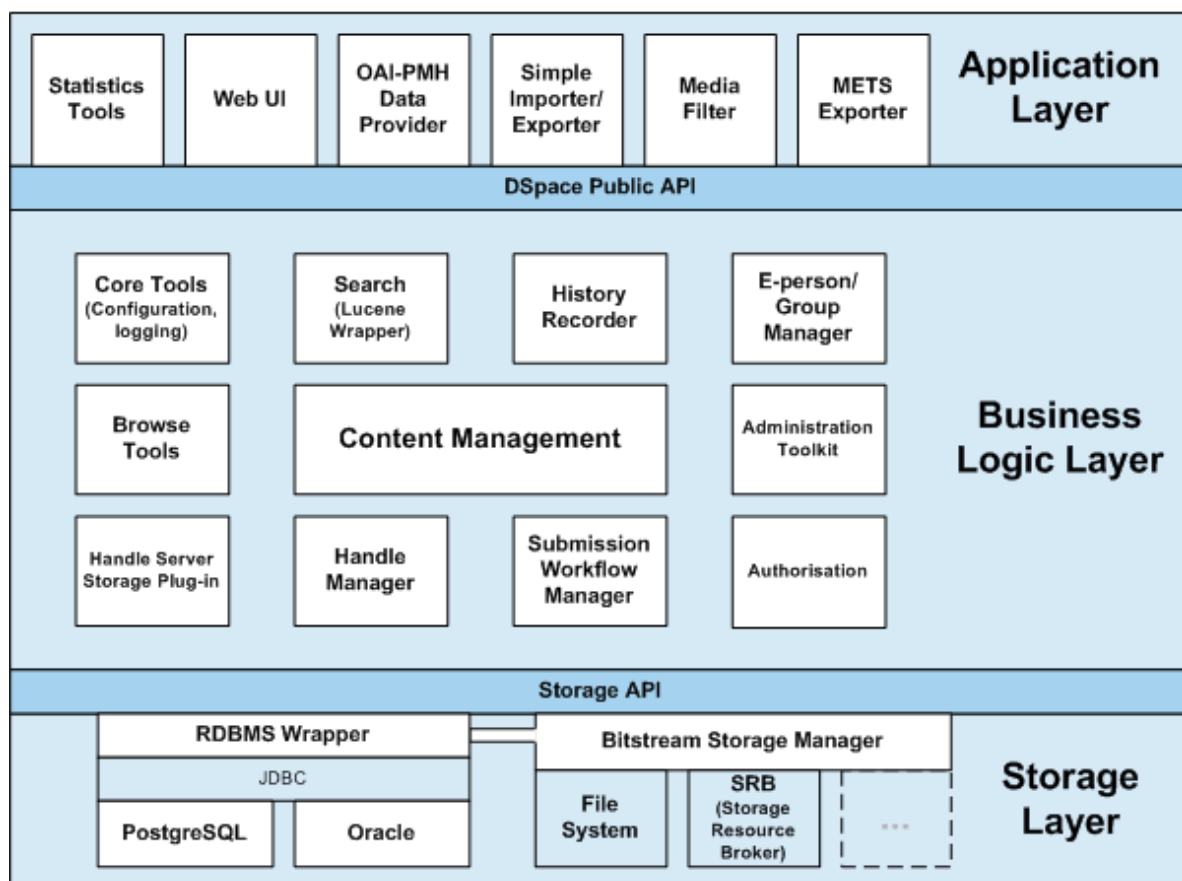 Statistics
Tools
Web UI
OAI-PMH
Data
Provider
Simple
Importer/
Exporter
Media
Filter
METS
Exporter
Application
Layer
DSpace Public API
Core Tools
(Configuration,
logging)
Search
(Lucene
Wrapper)
History
Recorder
E-person/
Group
Manager
Browse
Tools
Content Management
Administration
Toolkit
Business
Logic Layer
Handle Server
Storage Plug-in
Handle
Manager
Submission
Workflow
Manager
Authorisation
Storage API
RDBMS Wrapper
JDBC
PostgreSQL
Oracle
Bitstream Storage Manager
File
System
SRB
(Storage
Resource
Broker)
...
Storage
Layer